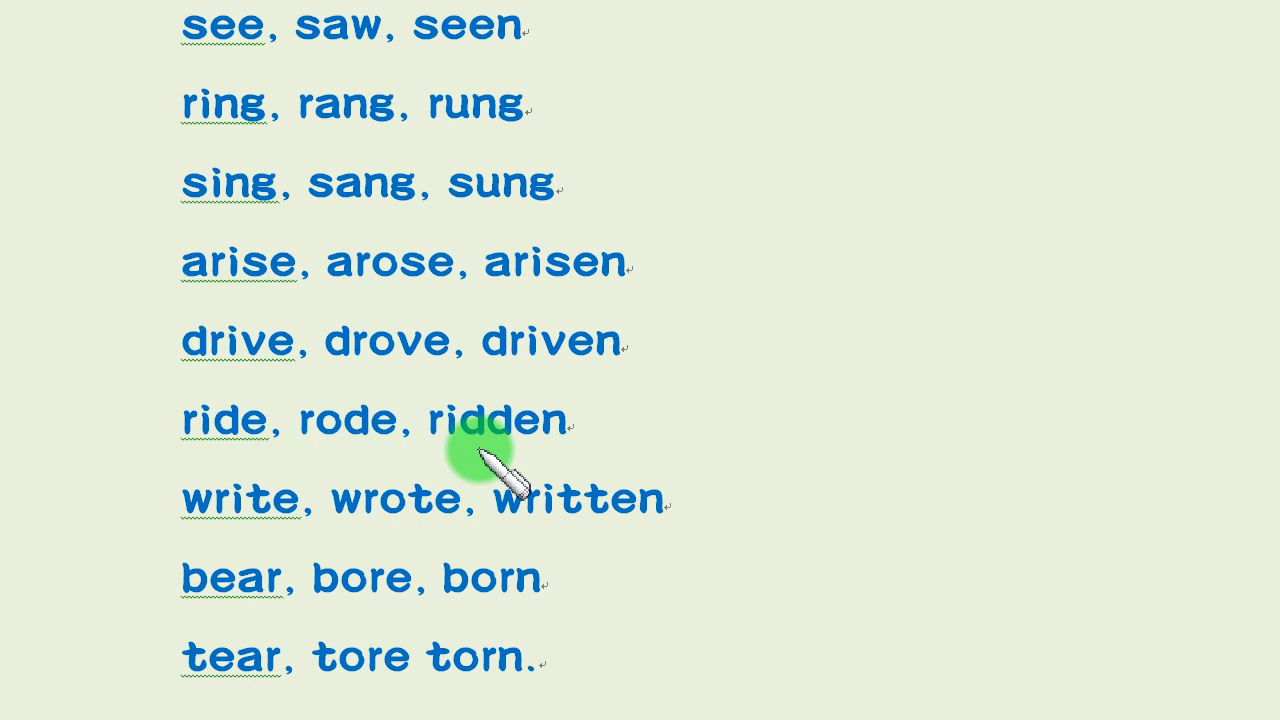 see, saw, seen
ring, rang, rung
sing, sang, sung
arise, arose, arisen
drive, drove, driven
ride, rode, ridden
write, wrote, written
bear, bore, born
tear, tore torn.